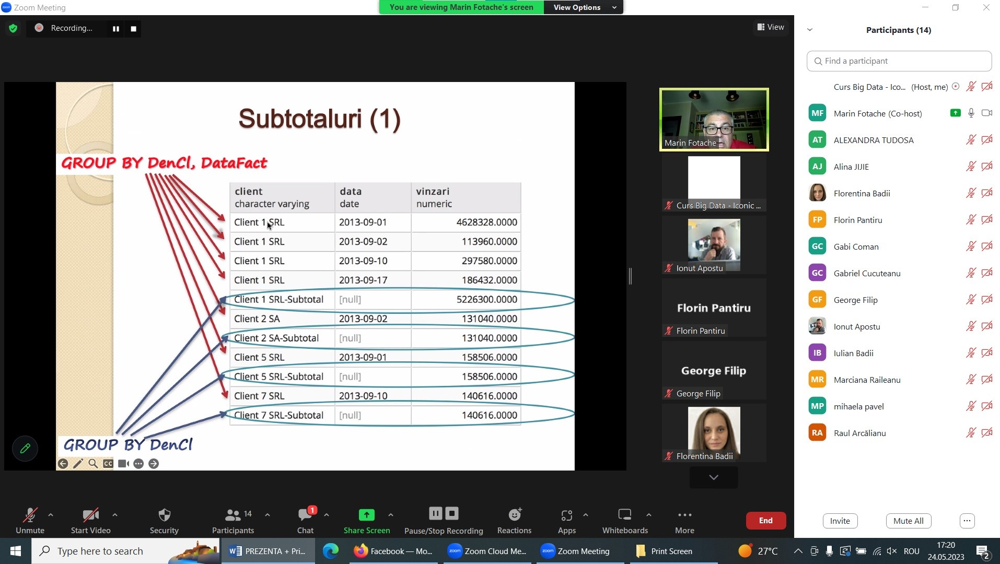 Zoom Meeting
You are viewing Marin Fotache's screen
View Options
Recording...
View
Subtotaluri (1)
GROUP BY DenCl, DataFact
client data vinzari
character varying date numeric
Client 1 SRL 2013-09-01 4628328.0000
Client 1 SRL 2013-09-02 113960.0000
Client 1 SRL 2013-09-10 297580.0000
Client 1 SRL 2013-09-17 186432.0000
Client 1 SRL-Subtotal [null] 5226300.0000
Client 2 SA 2013-09-02 131040.0000
Client 2 SA-Subtotal [null] 131040.0000
Client 5 SRL 2013-09-01 158506.0000
Client 5 SRL-Subtotal [null] 158506.0000
Client 7 SRL 2013-09-10 140616.0000
Client 7 SRL-Subtotal [null] 140616.0000
GROUP BY DenCl
CC
Marin Fotache
Curs Big Data - Iconic ...
Ionut Apostu
Florin Pantiru
Florin Pantiru
George Filip
George Filip
Florentina Badii
Participants (14)
Find a participant
Curs Big Data - Ico... (Host, me)
MF Marin Fotache (Co-host)
AT ALEXANDRA TUDOSA
AJ Alina JIJIE
Florentina Badii
FP Florin Pantiru
GC Gabi Coman
GC Gabriel Cucuteanu
GF George Filip
Ionut Apostu
IB Iulian Badii
MR Marciana Raileanu
MP mihaela pavel
RA Raul Arcălianu
Invite
Mute All
...
Unmute
Start Video
Security
14
Participants
1
Chat
Share Screen
Pause/Stop Recording
Reactions
Apps
Whiteboards
More
End
Type here to search
PREZENTA + Pri...
Facebook — Mo...
zoom Zoom Cloud Me...
zoom Zoom Meeting
Print Screen
27°C
ROU
17:20
24.05.2023
2